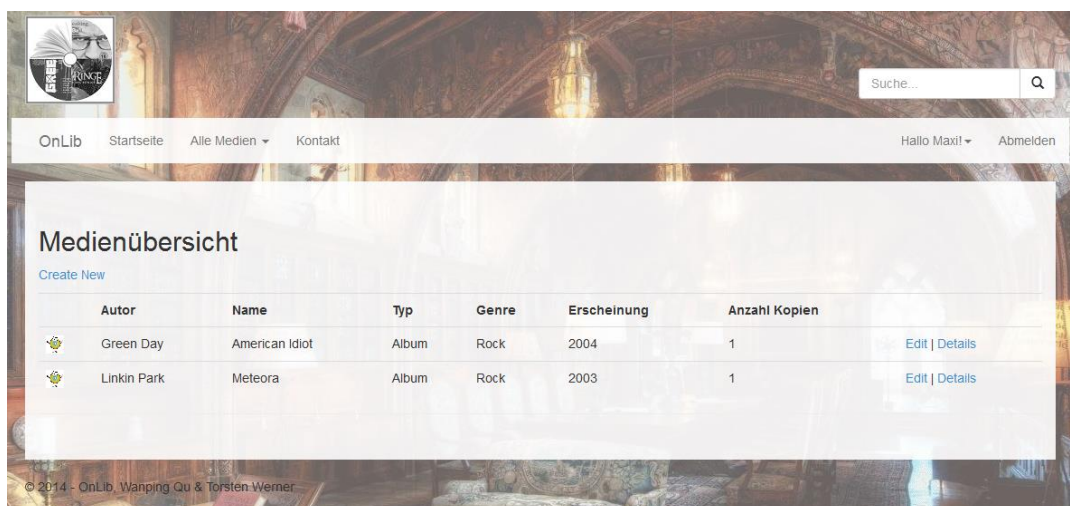 GREE
RINGE
Suche...
OnLib Startseite Alle Medien Kontakt Hallo Maxi! Abmelden
Medienübersicht
Create New
Autor Name Typ Genre Erscheinung Anzahl Kopien
Green Day American Idiot Album Rock 2004 1 Edit | Details
Linkin Park Meteora Album Rock 2003 1 Edit | Details
© 2014 - OnLib, Wanping Qu & Torsten Werner